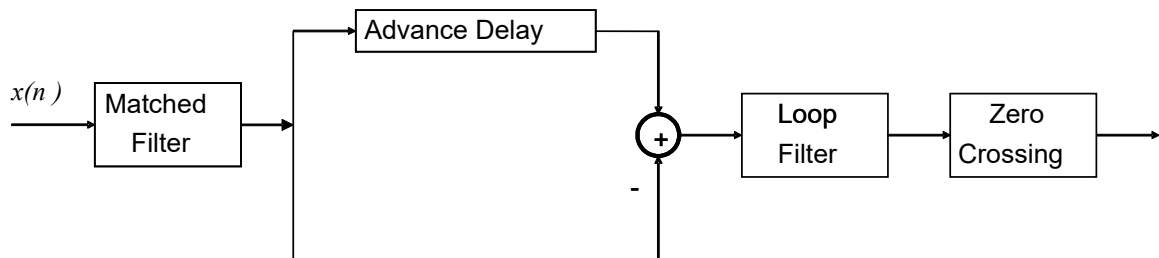 Advance Delay
x(n )
Matched
Filter
+
-
Loop
Filter
Zero
Crossing